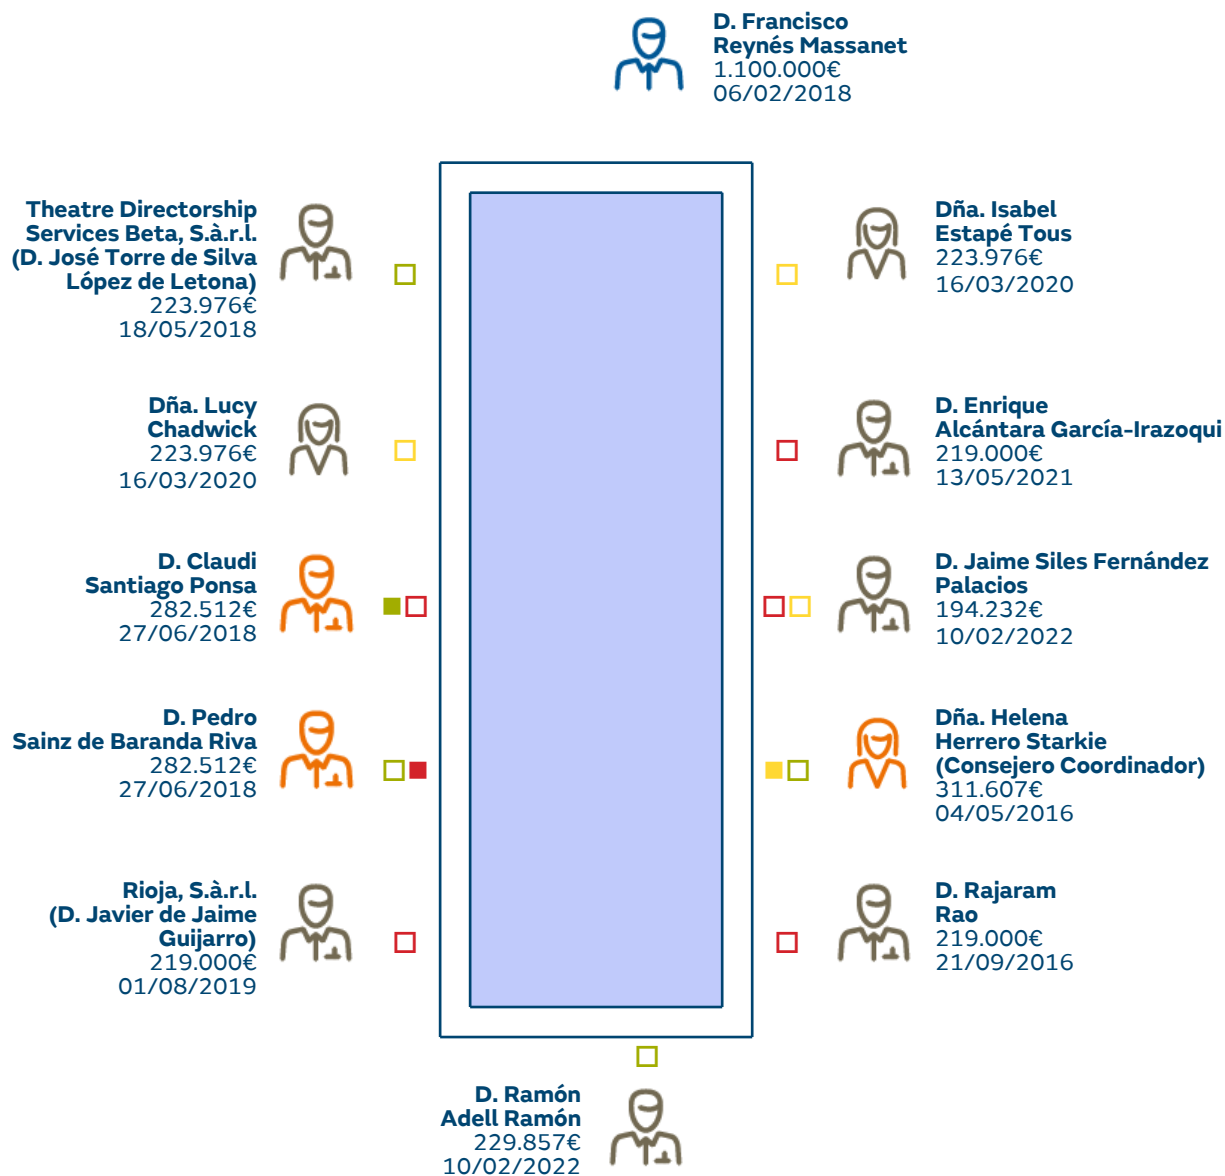 D. Francisco
Reynés Massanet
1.100.000€
06/02/2018
Theatre Directorship
Services Beta, S.à.r.l.
(D. José Torre de Silva
López de Letona)
223.976€
18/05/2018
Dña. Isabel
Estapé Tous
223.976€
16/03/2020
Dña. Lucy
Chadwick
223.976€
16/03/2020
D. Enrique
Alcántara García-Irazoqui
219.000€
13/05/2021
D. Claudi
Santiago Ponsa
282.512€
27/06/2018
D. Jaime Siles Fernández
Palacios
194.232€
10/02/2022
D. Pedro
Sainz de Baranda Riva
282.512€
27/06/2018
Dña. Helena
Herrero Starkie
(Consejero Coordinador)
311.607€
04/05/2016
Rioja, S.à.r.l.
(D. Javier de Jaime
Guijarro)
219.000€
01/08/2019
D. Rajaram
Rao
219.000€
21/09/2016
D. Ramón
Adell Ramón
229.857€
10/02/2022